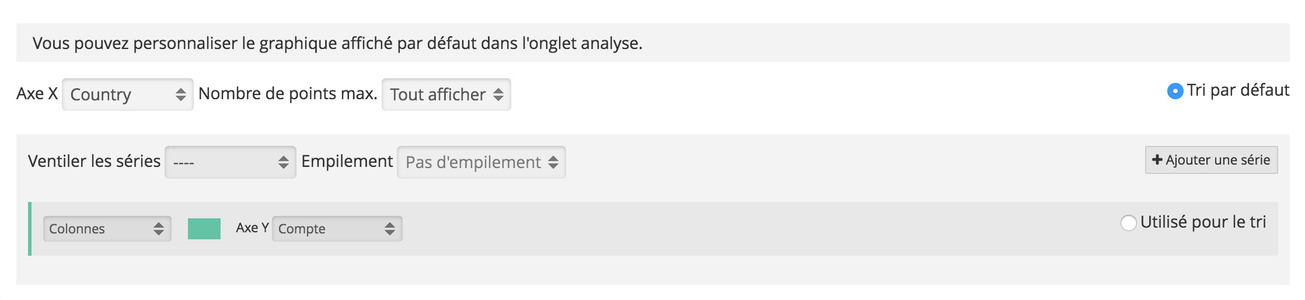 Vous pouvez personnaliser le graphique affiché par défaut dans l'onglet analyse.
Axe X Country Nombre de points max. Tout afficher Tri par défaut
Ventiler les séries ---- Empilement Pas d'empilement + Ajouter une série
Colonnes Axe Y Compte Utilisé pour le tri